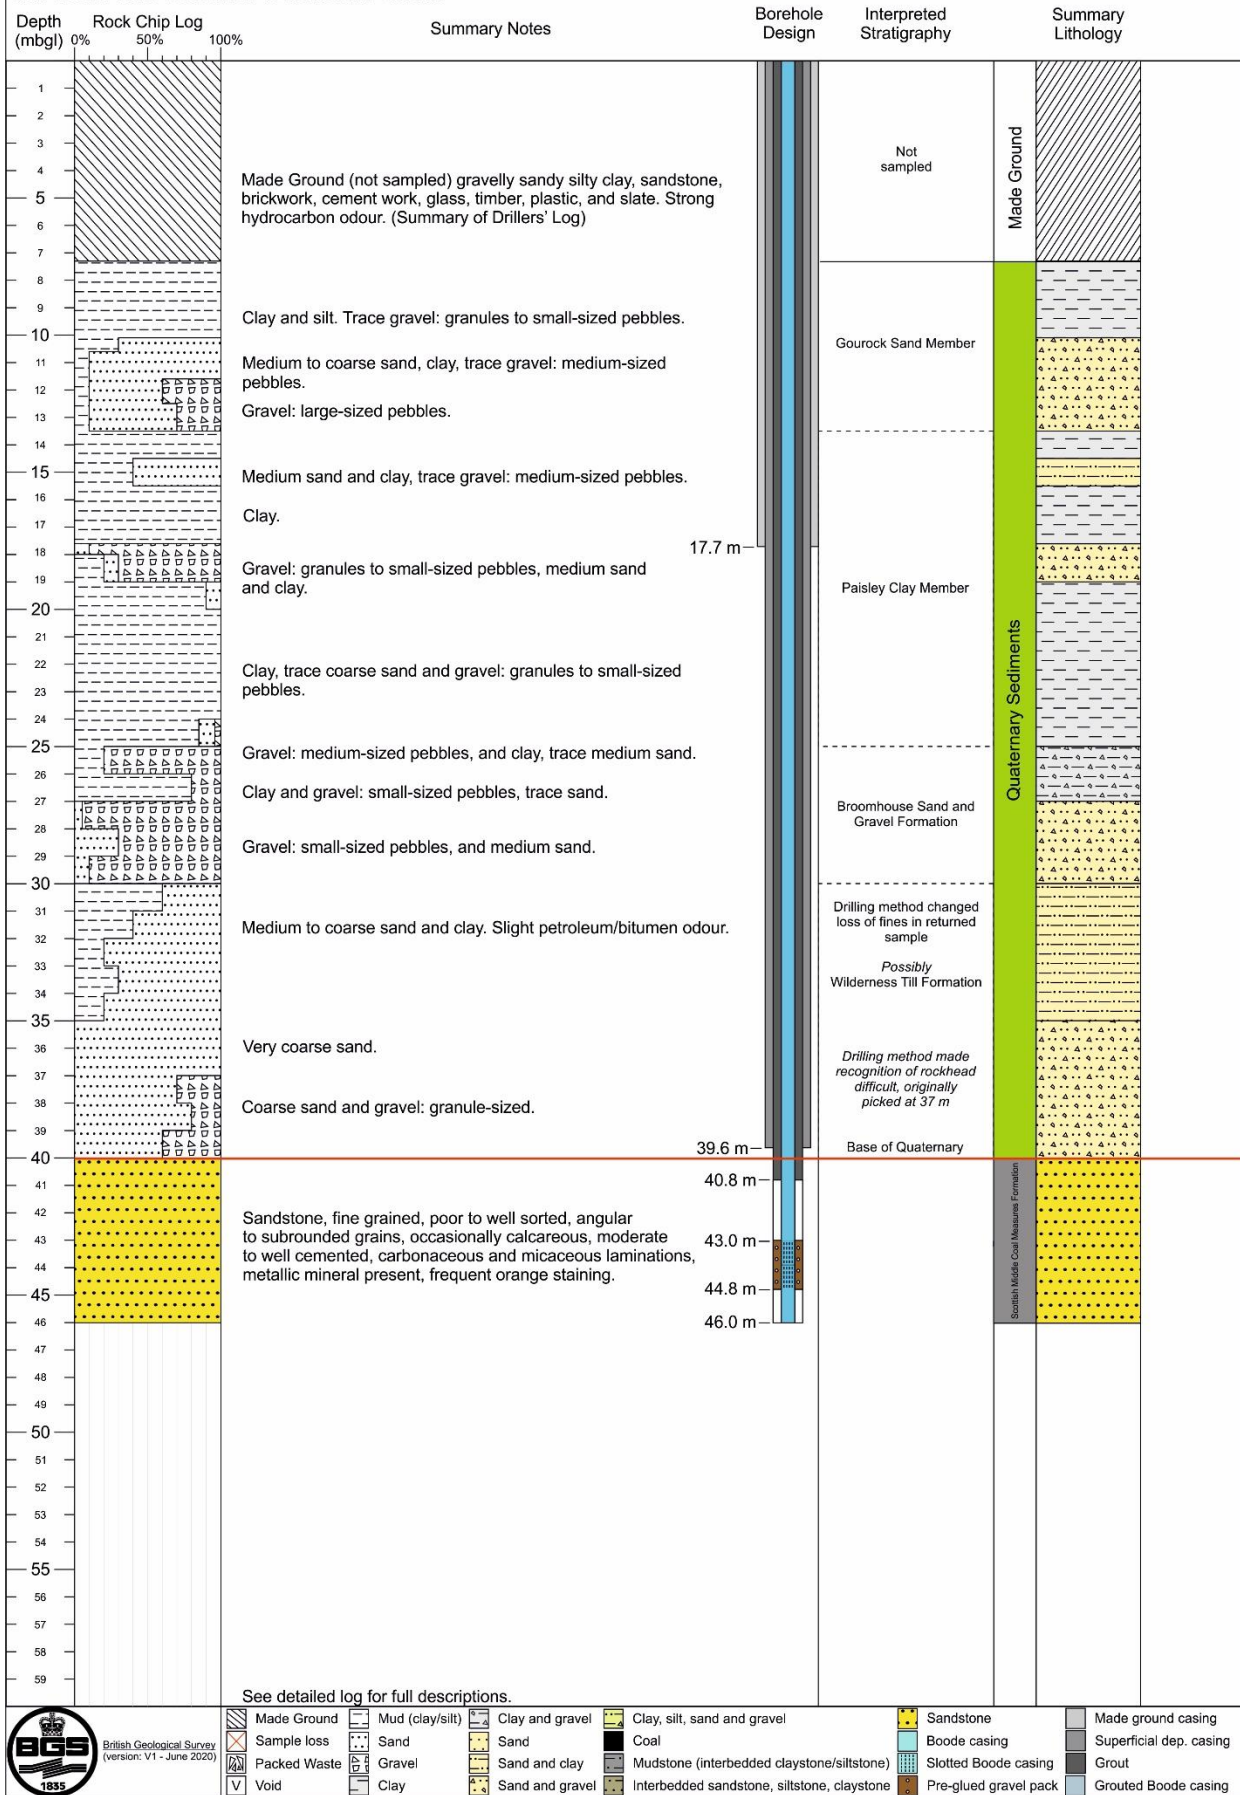 Depth
(mbgl)
Rock Chip Log
0% 50% 100%
Summary Notes
Borehole
Design
Interpreted
Stratigraphy
Summary
Lithology
1
2
3
4
5
6
7
8
9
10
11
12
13
14
15
16
17
18
19
20
21
22
23
24
25
26
27
28
29
30
31
32
33
34
35
36
37
38
39
40
41
42
43
44
45
46
47
48
49
50
51
52
53
54
55
56
57
58
59
Made Ground (not sampled) gravelly sandy silty clay, sandstone,
brickwork, cement work, glass, timber, plastic, and slate. Strong
hydrocarbon odour. (Summary of Drillers' Log)
Clay and silt. Trace gravel: granules to small-sized pebbles.
Medium to coarse sand, clay, trace gravel: medium-sized
pebbles.
Gravel: large-sized pebbles.
Medium sand and clay, trace gravel: medium-sized pebbles.
Clay.
Gravel: granules to small-sized pebbles, medium sand
and clay.
Clay, trace coarse sand and gravel: granules to small-sized
pebbles.
Gravel: medium-sized pebbles, and clay, trace medium sand.
Clay and gravel: small-sized pebbles, trace sand.
Gravel: small-sized pebbles, and medium sand.
Medium to coarse sand and clay. Slight petroleum/bitumen odour.
Very coarse sand.
Coarse sand and gravel: granule-sized.
Sandstone, fine grained, poor to well sorted, angular
to subrounded grains, occasionally calcareous, moderate
to well cemented, carbonaceous and micaceous laminations,
metallic mineral present, frequent orange staining.
See detailed log for full descriptions.
17.7 m
39.6 m
40.8 m
43.0 m
44.8 m
46.0 m
Not
sampled
Gourock Sand Member
Paisley Clay Member
Broomhouse Sand and
Gravel Formation
Drilling method changed
loss of fines in returned
sample
Possibly
Wilderness Till Formation
Drilling method made
recognition of rockhead
difficult, originally
picked at 37 m
Base of Quaternary
Made Ground
Quaternary Sediments
Scottish Middle Coal Measures Formation
BGS
1835
British Geological Survey
(version: V1 - June 2020)
Made Ground
Sample loss
Packed Waste
V Void
Mud (clay/silt)
Sand
Gravel
Clay
Clay and gravel
Sand
Sand and clay
Sand and gravel
Clay, silt, sand and gravel
Coal
Mudstone (interbedded claystone/siltstone)
Interbedded sandstone, siltstone, claystone
Sandstone
Boode casing
Slotted Boode casing
Pre-glued gravel pack
Made ground casing
Superficial dep. casing
Grout
Grouted Boode casing